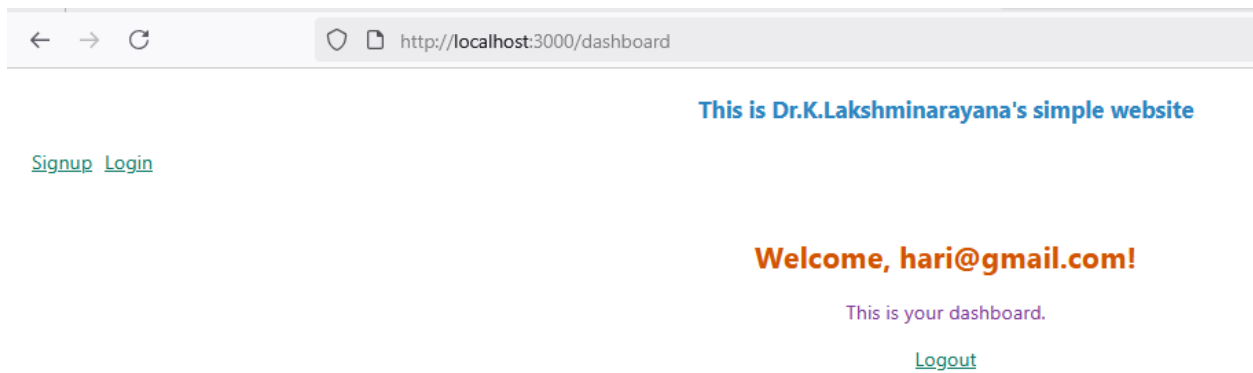 http://localhost:3000/dashboard
This is Dr.K.Lakshminarayana's simple website
Signup Login
Welcome, hari@gmail.com!
This is your dashboard.
Logout